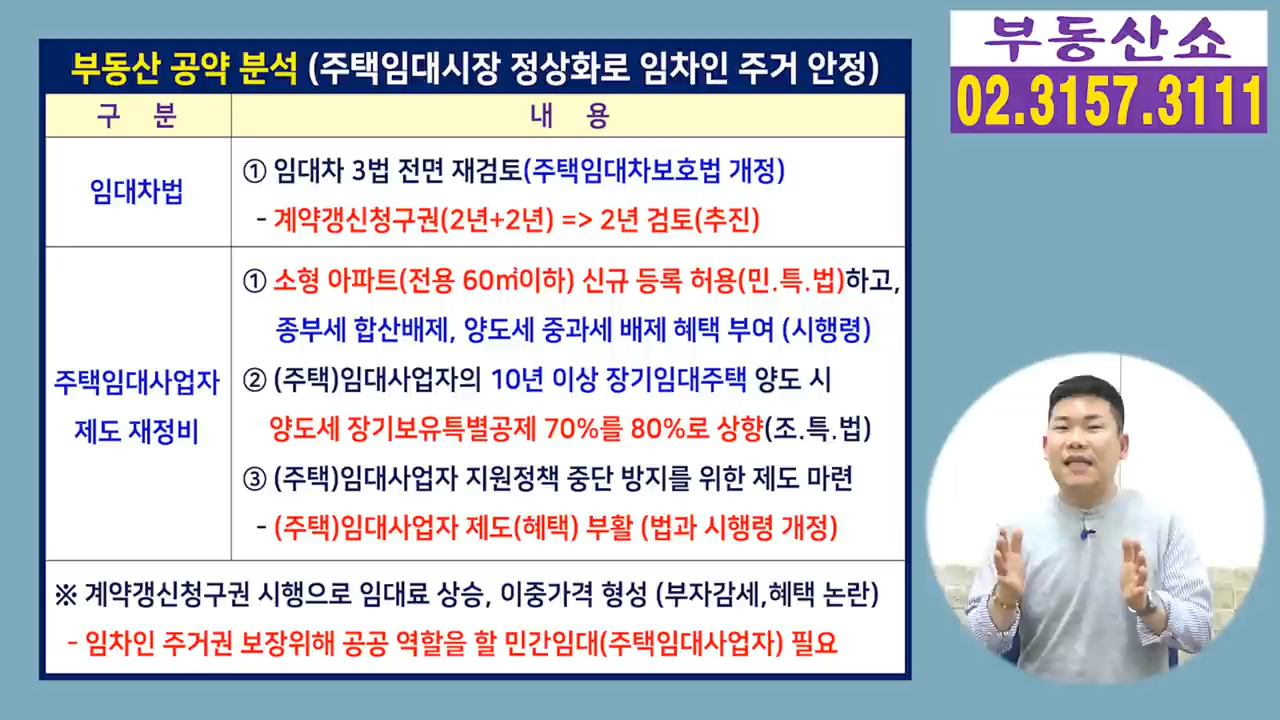 부동산 공약 분석 (주택임대시장 정상화로 임차인 주거 안정)
구 분
내 용
임대차법
① 임대차 3법 전면 재검토(주택임대차보호법 개정)
- 계약갱신청구권(2년+2년) => 2년 검토(추진)
주택임대사업자
제도 재정비
① 소형 아파트(전용 60㎡이하) 신규 등록 허용(민.특.법)하고,
종부세 합산배제, 양도세 중과세 배제 혜택 부여 (시행령)
② (주택)임대사업자의 10년 이상 장기임대주택 양도 시
양도세 장기보유특별공제 70%를 80%로 상향(조.특.법)
③ (주택)임대사업자 지원정책 중단 방지를 위한 제도 마련
- (주택)임대사업자 제도(혜택) 부활 (법과 시행령 개정)
※ 계약갱신청구권 시행으로 임대료 상승, 이중가격 형성 (부자감세,혜택 논란)
- 임차인 주거권 보장위해 공공 역할을 할 민간임대(주택임대사업자) 필요
부동산쇼
02.3157.3111